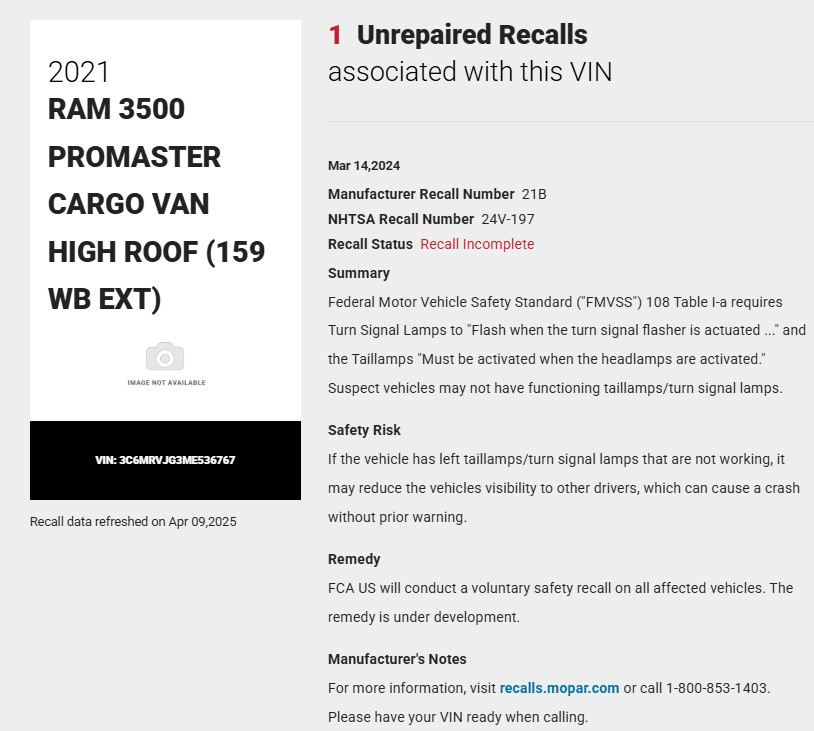 2021
RAM 3500
PROMASTER
CARGO VAN
HIGH ROOF (159
WB EXT)
IMAGE NOT AVAILABLE
VIN: 3C6MRVJG3ME536767
Recall data refreshed on Apr 09,2025
1 Unrepaired Recalls
associated with this VIN
Mar 14,2024
Manufacturer Recall Number 21B
NHTSA Recall Number 24V-197
Recall Status Recall Incomplete
Summary
Federal Motor Vehicle Safety Standard ("FMVSS") 108 Table I-a requires
Turn Signal Lamps to "Flash when the turn signal flasher is actuated ..." and
the Taillamps "Must be activated when the headlamps are activated."
Suspect vehicles may not have functioning taillamps/turn signal lamps.
Safety Risk
If the vehicle has left taillamps/turn signal lamps that are not working, it
may reduce the vehicles visibility to other drivers, which can cause a crash
without prior warning.
Remedy
FCA US will conduct a voluntary safety recall on all affected vehicles. The
remedy is under development.
Manufacturer's Notes
For more information, visit recalls.mopar.com or call 1-800-853-1403.
Please have your VIN ready when calling.